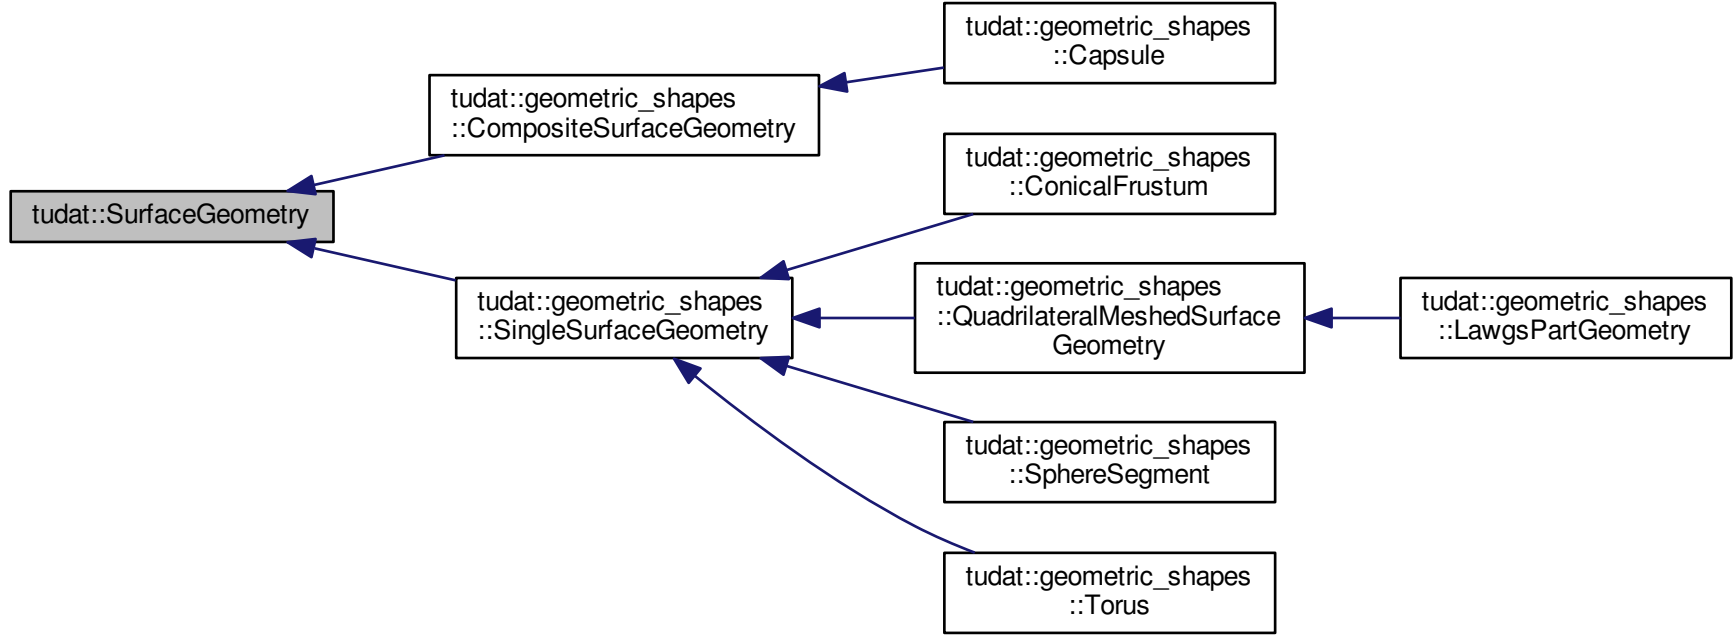 tudat::geometric_shapes
::Capsule
tudat::geometric_shapes
::CompositeSurfaceGeometry
tudat::geometric_shapes
::ConicalFrustum
tudat::SurfaceGeometry
tudat::geometric_shapes
::SingleSurfaceGeometry
tudat::geometric_shapes
::QuadrilateralMeshedSurface
Geometry
tudat::geometric_shapes
::LawgsPartGeometry
tudat::geometric_shapes
::SphereSegment
tudat::geometric_shapes
::Torus